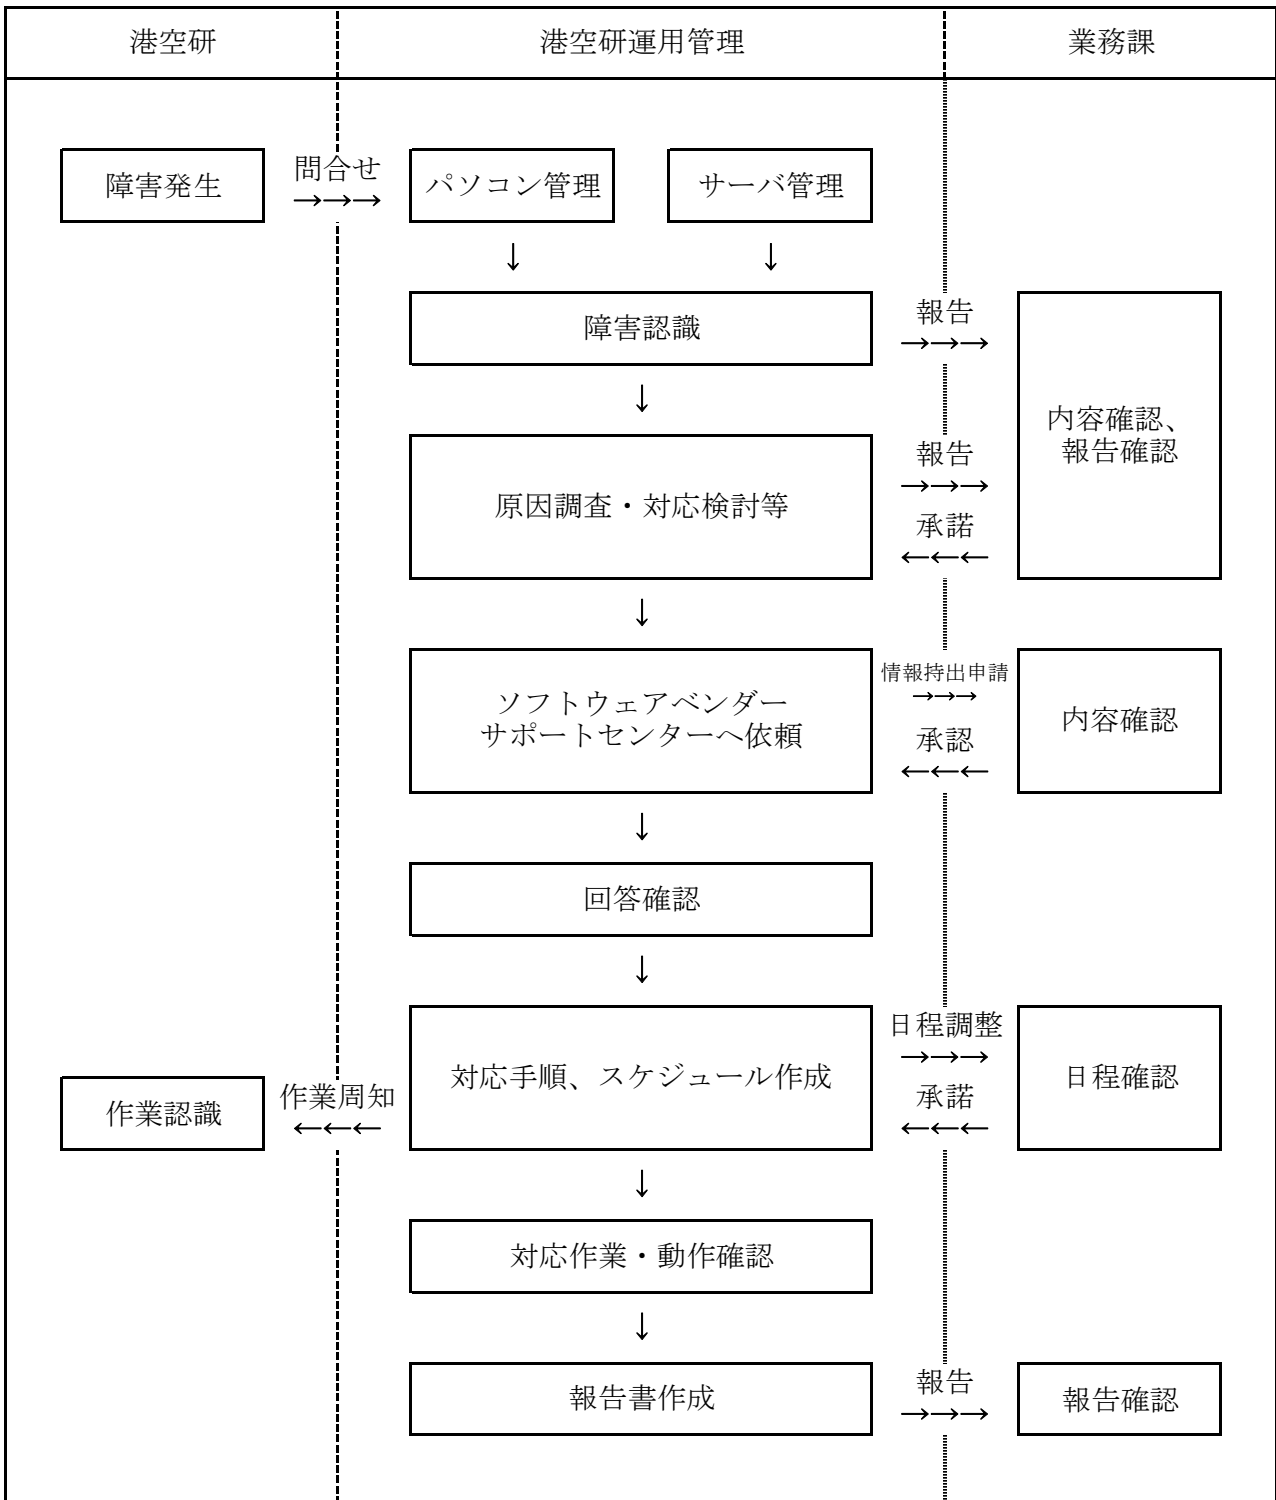 港空研
港空研運用管理
業務課
障害発生
問合せ
→→→
パソコン管理
サーバ管理
↓
↓
障害認識
報告
→→→
内容確認、
報告確認
↓
原因調査・対応検討等
報告
→→→
承諾
←←←
↓
ソフトウェアベンダー
サポートセンターへ依頼
情報持出申請
→→→
承認
←←←
内容確認
↓
回答確認
↓
対応手順、スケジュール作成
日程調整
→→→
承諾
←←←
日程確認
作業周知
←←←
作業認識
↓
対応作業・動作確認
↓
報告書作成
報告
→→→
報告確認